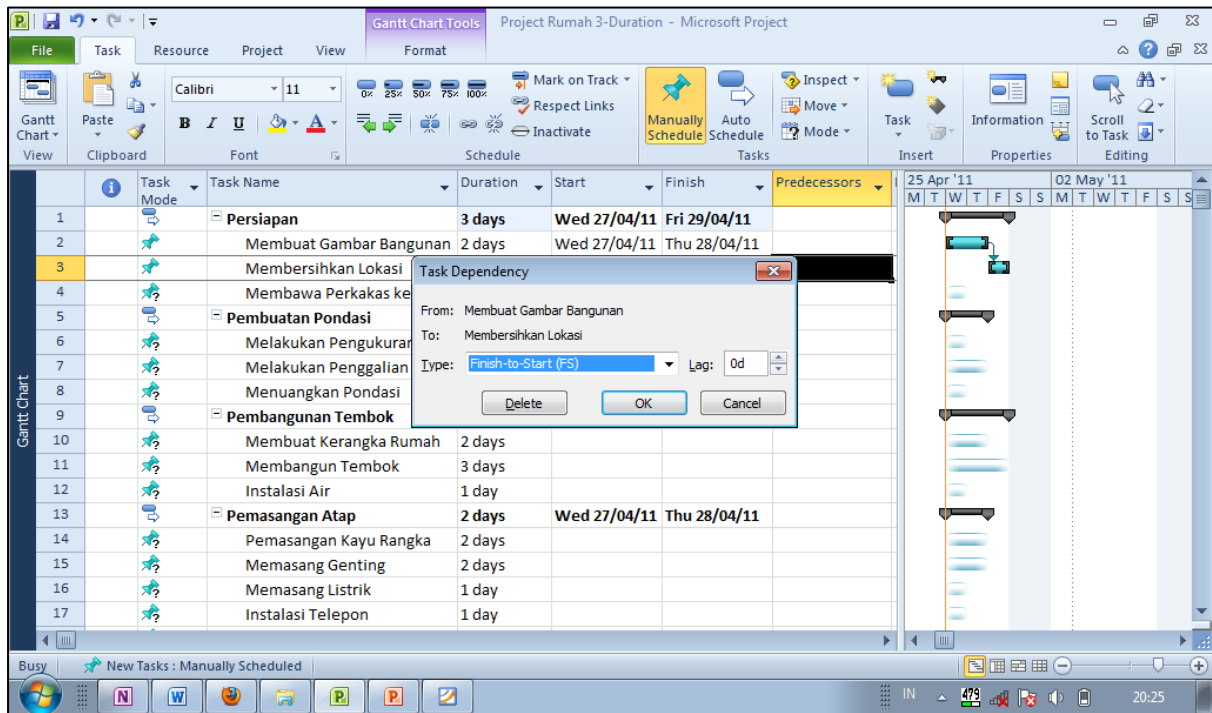 Gantt Chart Tools Project Rumah 3-Duration - Microsoft Project
File Task Resource Project View Format
Calibri 11 0% 25% 50% 75% 100% Mark on Track Inspect
Respect Links Move
Gantt Chart Paste B I U A Inactivate Manually Schedule Auto Schedule Mode Task Information Scroll to Task
View Clipboard Font Schedule Tasks Insert Properties Editing
Task Mode Task Name Duration Start Finish Predecessors 25 Apr '11 02 May '11
M T W T F S S M T W T F S S
1 Persiapan 3 days Wed 27/04/11 Fri 29/04/11
2 Membuat Gambar Bangunan 2 days Wed 27/04/11 Thu 28/04/11
3 Membersihkan Lokasi
4 Membawa Perkakas ke
5 Pembuatan Pondasi
6 Melakukan Pengukuran
7 Melakukan Penggalian
8 Menuangkan Pondasi
9 Pembangunan Tembok
10 Membuat Kerangka Rumah 2 days
11 Membangun Tembok 3 days
12 Instalasi Air 1 day
13 Pemasangan Atap 2 days Wed 27/04/11 Thu 28/04/11
14 Pemasangan Kayu Rangka 2 days
15 Memasang Genting 2 days
16 Memasang Listrik 1 day
17 Instalasi Telepon 1 day
Gantt Chart
Task Dependency
From: Membuat Gambar Bangunan
To: Membersihkan Lokasi
Type: Finish-to-Start (FS) Lag: 0d
Delete OK Cancel
Busy New Tasks : Manually Scheduled
IN 479 20:25